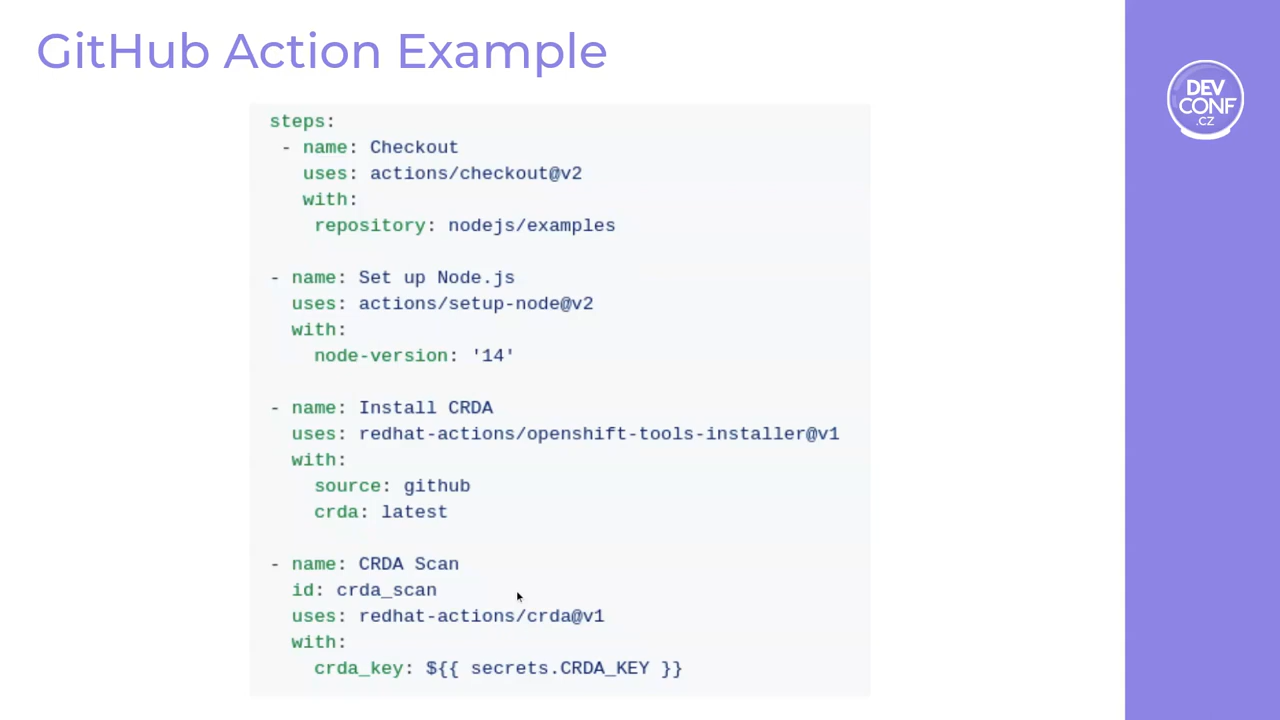 GitHub Action Example
DEV
CONF
.CZ
steps:
 - name: Checkout
   uses: actions/checkout@v2
   with:
    repository: nodejs/examples
- name: Set up Node.js
  uses: actions/setup-node@v2
  with:
    node-version: '14'
- name: Install CRDA
  uses: redhat-actions/openshift-tools-installer@v1
  with:
    source: github
    crda: latest
- name: CRDA Scan
  id: crda_scan
  uses: redhat-actions/crda@v1
  with:
    crda_key: ${{ secrets.CRDA_KEY }}